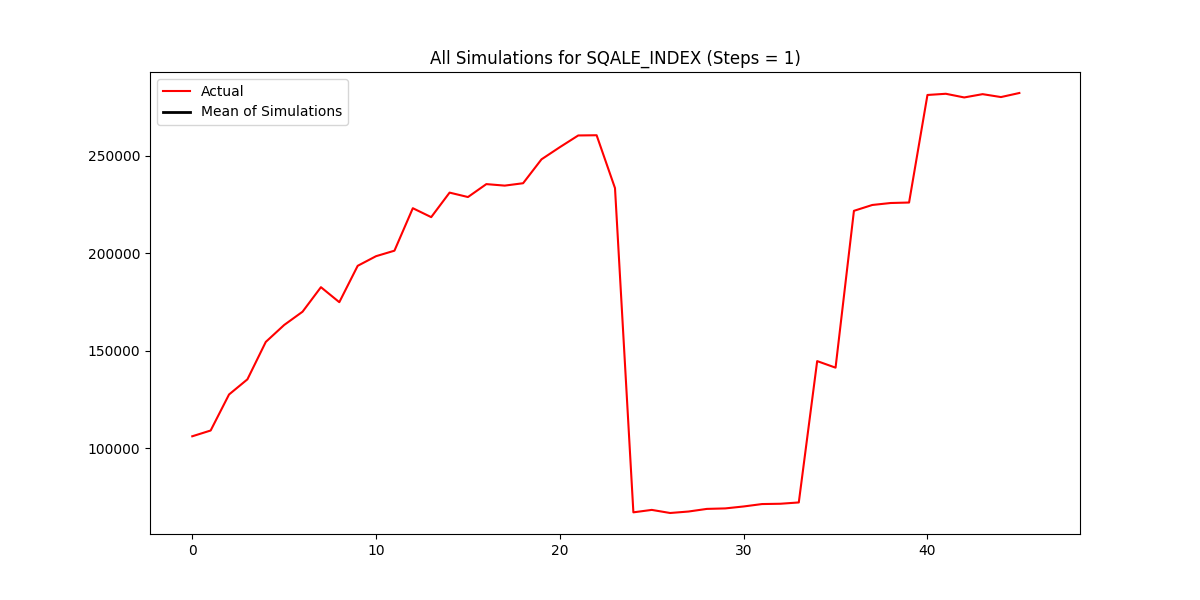 All Simulations for SQALE_INDEX (Steps = 1)
Actual
Mean of Simulations
250000
200000
150000
100000
0 10 20 30 40